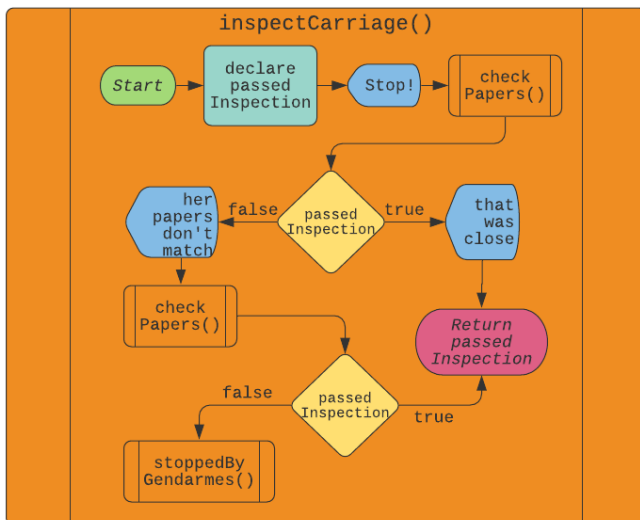 inspectCarriage()
Start
declare
passed
Inspection
Stop!
check
Papers()
her
papers
don't
match
false
passed
Inspection
true
that
was
close
check
Papers()
Return
passed
Inspection
false
passed
Inspection
true
stoppedBy
Gendarmes()